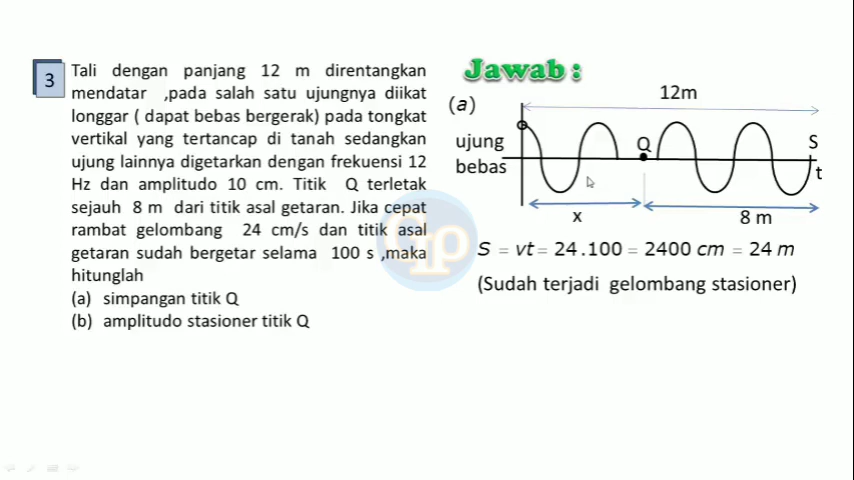 3
Tali dengan panjang 12 m direntangkan
mendatar ,pada salah satu ujungnya diikat
longgar ( dapat bebas bergerak) pada tongkat
vertikal yang tertancap di tanah sedangkan
ujung lainnya digetarkan dengan frekuensi 12
Hz dan amplitudo 10 cm. Titik Q terletak
sejauh 8 m dari titik asal getaran. Jika cepat
rambat gelombang 24 cm/s dan titik asal
getaran sudah bergetar selama 100 s ,maka
hitunglah
(a) simpangan titik Q
(b) amplitudo stasioner titik Q
Jawab :
(a)
12m
ujung
bebas
Q
S
t
x
8 m
S = vt = 24.100 = 2400 cm = 24 m
(Sudah terjadi gelombang stasioner)